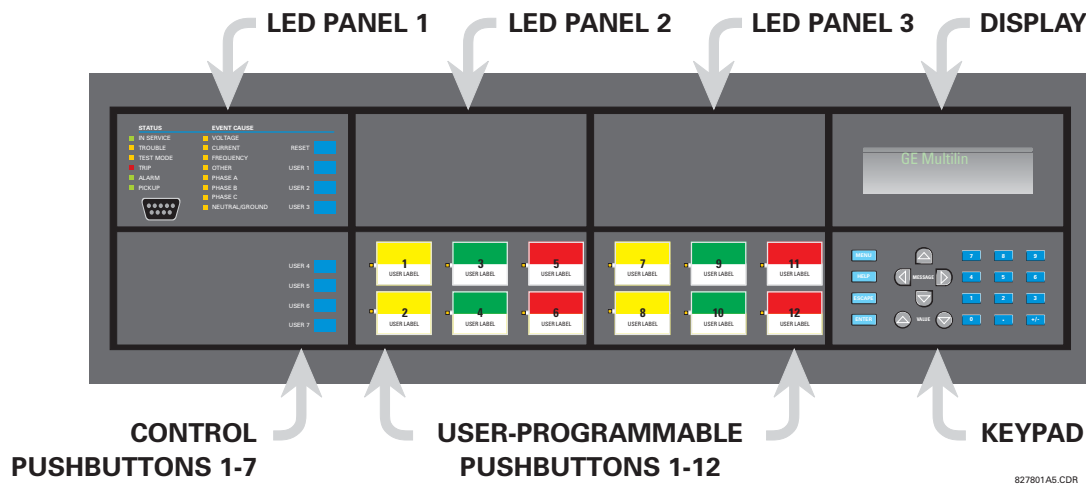 LED PANEL 1
LED PANEL 2
LED PANEL 3
DISPLAY
STATUS
IN SERVICE
TROUBLE
TEST MODE
TRIP
ALARM
PICKUP
EVENT CAUSE
VOLTAGE
CURRENT
FREQUENCY
OTHER
PHASE A
PHASE B
PHASE C
NEUTRAL/GROUND
RESET
USER 1
USER 2
USER 3
GE Multilin
USER 4
USER 5
USER 6
USER 7
1
USER LABEL
3
USER LABEL
5
USER LABEL
2
USER LABEL
4
USER LABEL
6
USER LABEL
7
USER LABEL
9
USER LABEL
11
USER LABEL
8
USER LABEL
10
USER LABEL
12
USER LABEL
MENU
HELP
ESCAPE
ENTER
MESSAGE
VALUE
7 8 9
4 5 6
1 2 3
0 . +/-
CONTROL
PUSHBUTTONS 1-7
USER-PROGRAMMABLE
PUSHBUTTONS 1-12
KEYPAD
827801A5.CDR